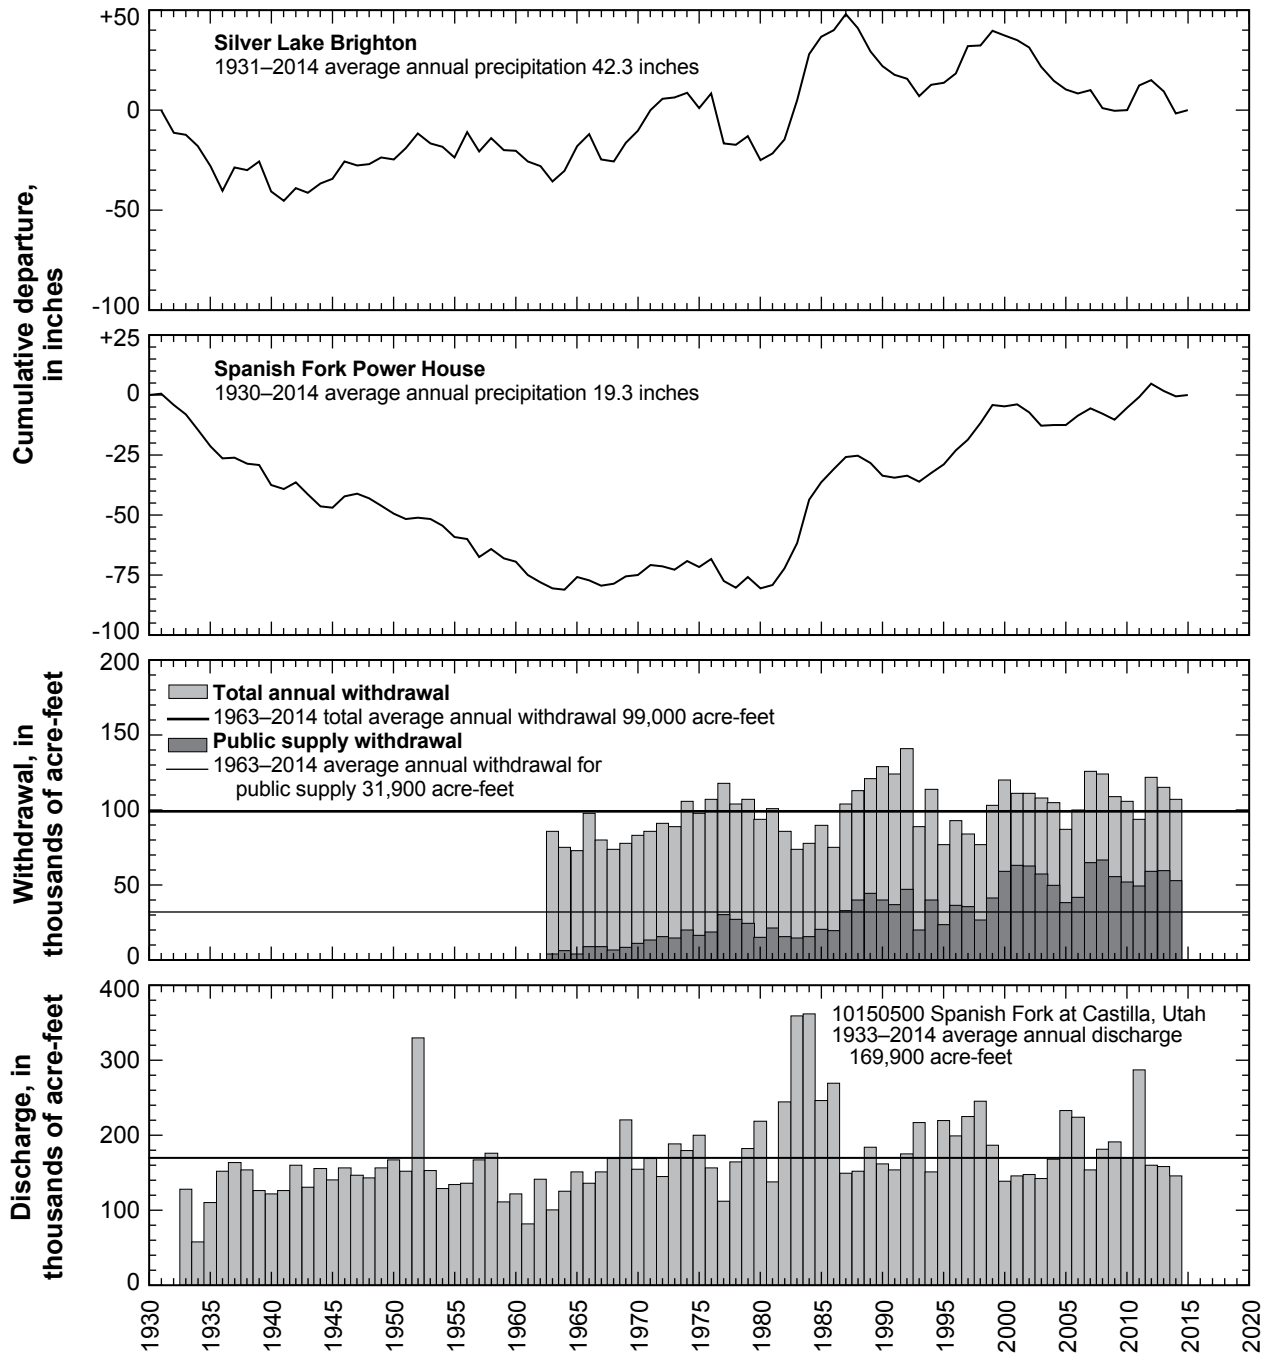 Cumulative departure,
in inches
+50
0
-50
-100
Silver Lake Brighton
1931–2014 average annual precipitation 42.3 inches
+25
0
-25
-50
-75
-100
Spanish Fork Power House
1930–2014 average annual precipitation 19.3 inches
Withdrawal, in
thousands of acre-feet
200
150
100
50
0
Total annual withdrawal
1963–2014 total average annual withdrawal 99,000 acre-feet
Public supply withdrawal
1963–2014 average annual withdrawal for
public supply 31,900 acre-feet
Discharge, in
thousands of acre-feet
400
300
200
100
0
10150500 Spanish Fork at Castilla, Utah
1933–2014 average annual discharge
169,900 acre-feet
1930
1935
1940
1945
1950
1955
1960
1965
1970
1975
1980
1985
1990
1995
2000
2005
2010
2015
2020